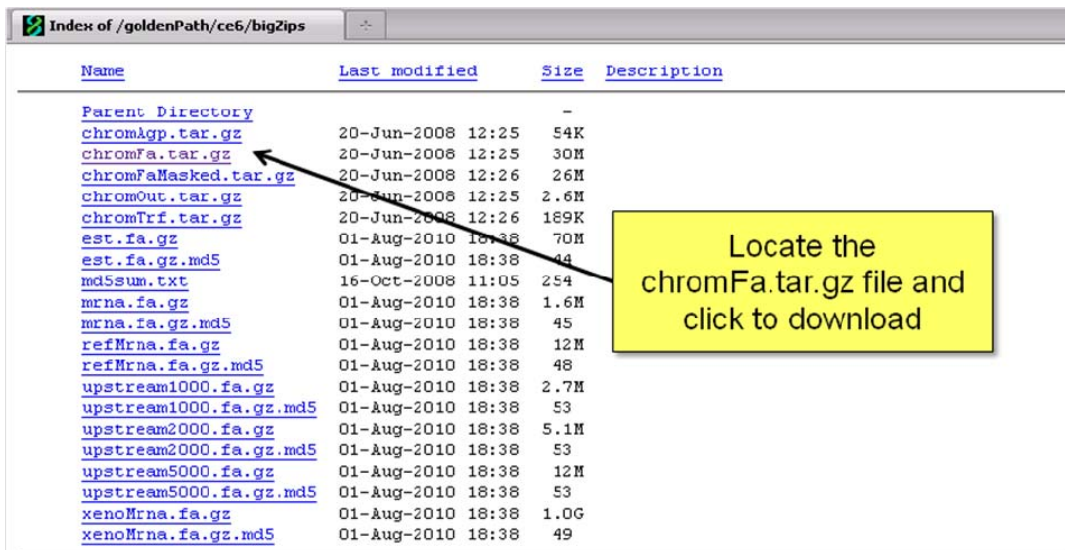 Index of /goldenPath/ce6/bigZips
Name Last modified Size Description
Parent Directory -
chromAgp.tar.gz 20-Jun-2008 12:25 54K
chromFa.tar.gz 20-Jun-2008 12:25 30M
chromFaMasked.tar.gz 20-Jun-2008 12:26 26M
chromOut.tar.gz 20-Jun-2008 12:25 2.6M
chromTrf.tar.gz 20-Jun-2008 12:26 189K
est.fa.gz 01-Aug-2010 18:38 70M
est.fa.gz.md5 01-Aug-2010 18:38 44
md5sum.txt 16-Oct-2008 11:05 254
mrna.fa.gz 01-Aug-2010 18:38 1.6M
mrna.fa.gz.md5 01-Aug-2010 18:38 45
refMrna.fa.gz 01-Aug-2010 18:38 12M
refMrna.fa.gz.md5 01-Aug-2010 18:38 48
upstream1000.fa.gz 01-Aug-2010 18:38 2.7M
upstream1000.fa.gz.md5 01-Aug-2010 18:38 53
upstream2000.fa.gz 01-Aug-2010 18:38 5.1M
upstream2000.fa.gz.md5 01-Aug-2010 18:38 53
upstream5000.fa.gz 01-Aug-2010 18:38 12M
upstream5000.fa.gz.md5 01-Aug-2010 18:38 53
xenoMrna.fa.gz 01-Aug-2010 18:38 1.0G
xenoMrna.fa.gz.md5 01-Aug-2010 18:38 49
Locate the
chromFa.tar.gz file and
click to download